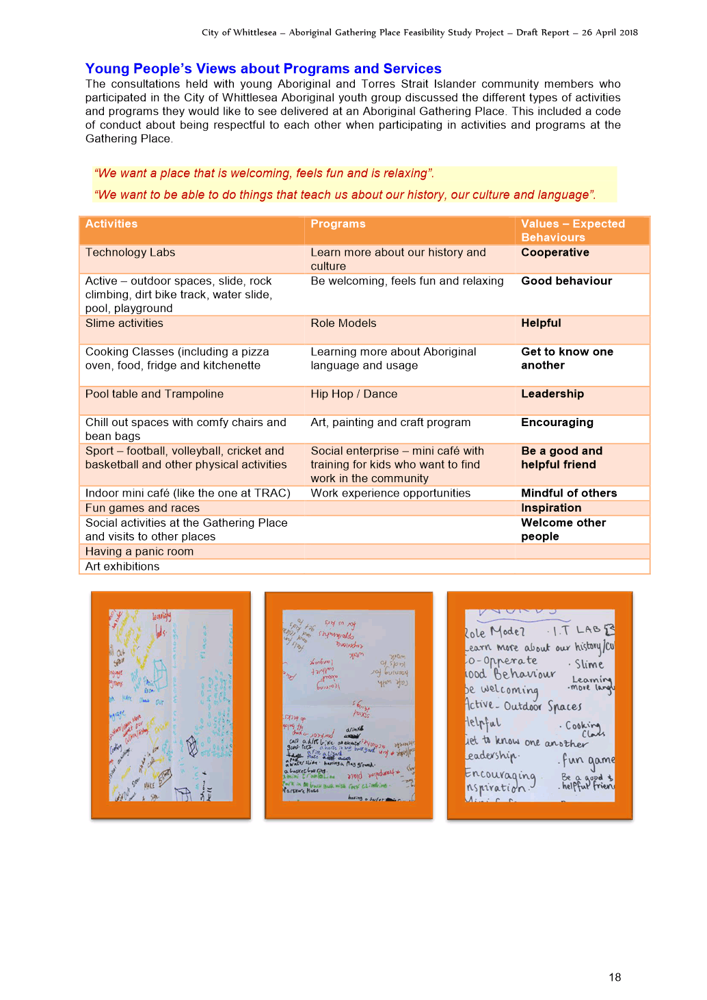 City of Whittlesea – Aboriginal Gathering Place Feasibility Study Project – Draft Report – 26 April 2018
Young People’s Views about Programs and Services
The consultations held with young Aboriginal and Torres Strait Islander community members who
participated in the City of Whittlesea Aboriginal youth group discussed the different types of activities
and programs they would like to see delivered at an Aboriginal Gathering Place. This included a code
of conduct about being respectful to each other when participating in activities and programs at the
Gathering Place.
“We want a place that is welcoming, feels fun and is relaxing”.
“We want to be able to do things that teach us about our history, our culture and language”.
Activities Programs Values – Expected
Behaviours
Technology Labs Learn more about our history and Cooperative
culture
Active – outdoor spaces, slide, rock Be welcoming, feels fun and relaxing Good behaviour
climbing, dirt bike track, water slide,
pool, playground
Slime activities Role Models Helpful
Cooking Classes (including a pizza Learning more about Aboriginal Get to know one
oven, food, fridge and kitchenette language and usage another
Pool table and Trampoline Hip Hop / Dance Leadership
Chill out spaces with comfy chairs and Art, painting and craft program Encouraging
bean bags
Sport – football, volleyball, cricket and Social enterprise – mini café with Be a good and
basketball and other physical activities training for kids who want to find helpful friend
work in the community
Indoor mini café (like the one at TRAC) Work experience opportunities Mindful of others
Fun games and races Inspiration
Social activities at the Gathering Place Welcome other
and visits to other places people
Having a panic room
Art exhibitions
Role Model · I.T LAB
Learn more about our history/cu
Co-opperate · Slime
Good Behaviour Learning
Be welcoming · more langu
Active - Outdoor Spaces
Helpful · Cooking
Class
Get to know one another
Leadership · · fun game
Encouraging Be a good &
Inspiration · · helpful frien
18